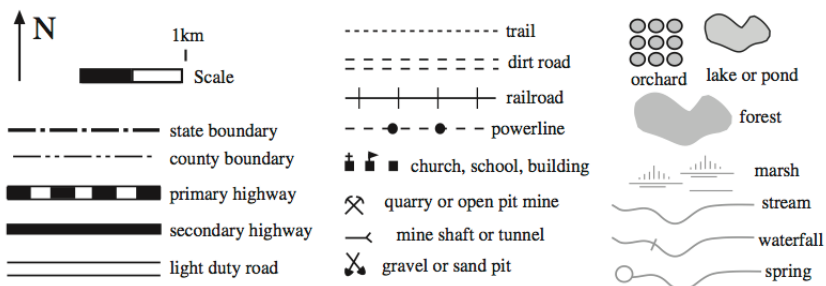 N
1km
Scale
state boundary
county boundary
primary highway
secondary highway
light duty road
trail
dirt road
railroad
powerline
church, school, building
quarry or open pit mine
mine shaft or tunnel
gravel or sand pit
orchard
lake or pond
forest
marsh
stream
waterfall
spring